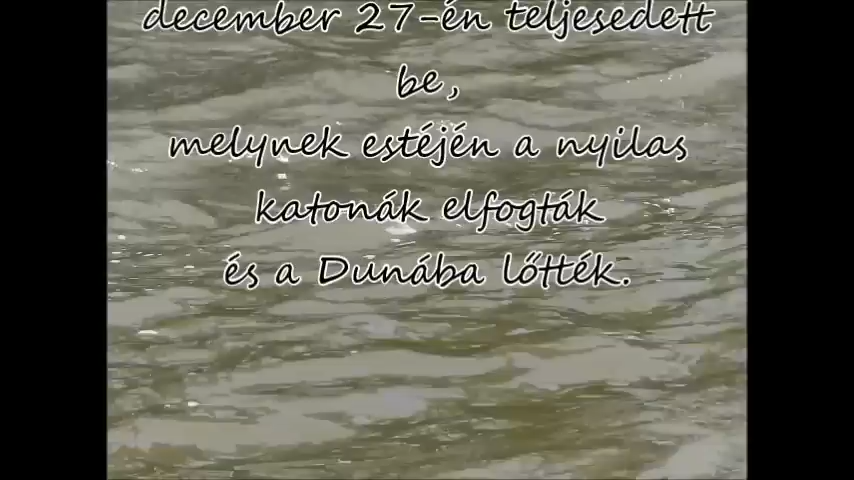 december 27-én teljesedett
be,
melynek estéjén a nyilas
katonák elfogták
és a Dunába lőtték.